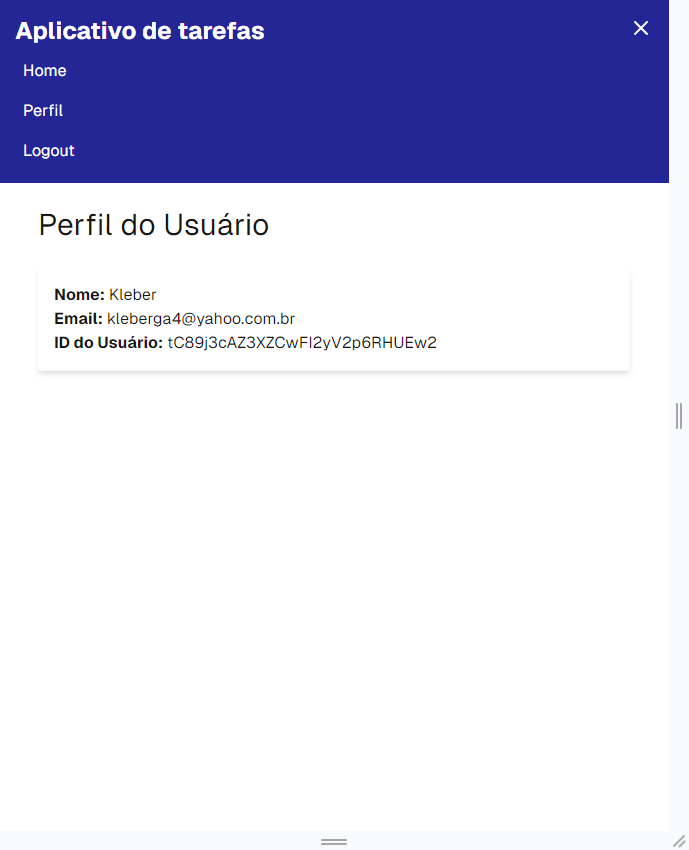 Aplicativo de tarefas
Home
Perfil
Logout
Perfil do Usuário
Nome: Kleber
Email: kleberga4@yahoo.com.br
ID do Usuário: tC89j3cAZ3XZCwFI2yV2p6RHUEw2